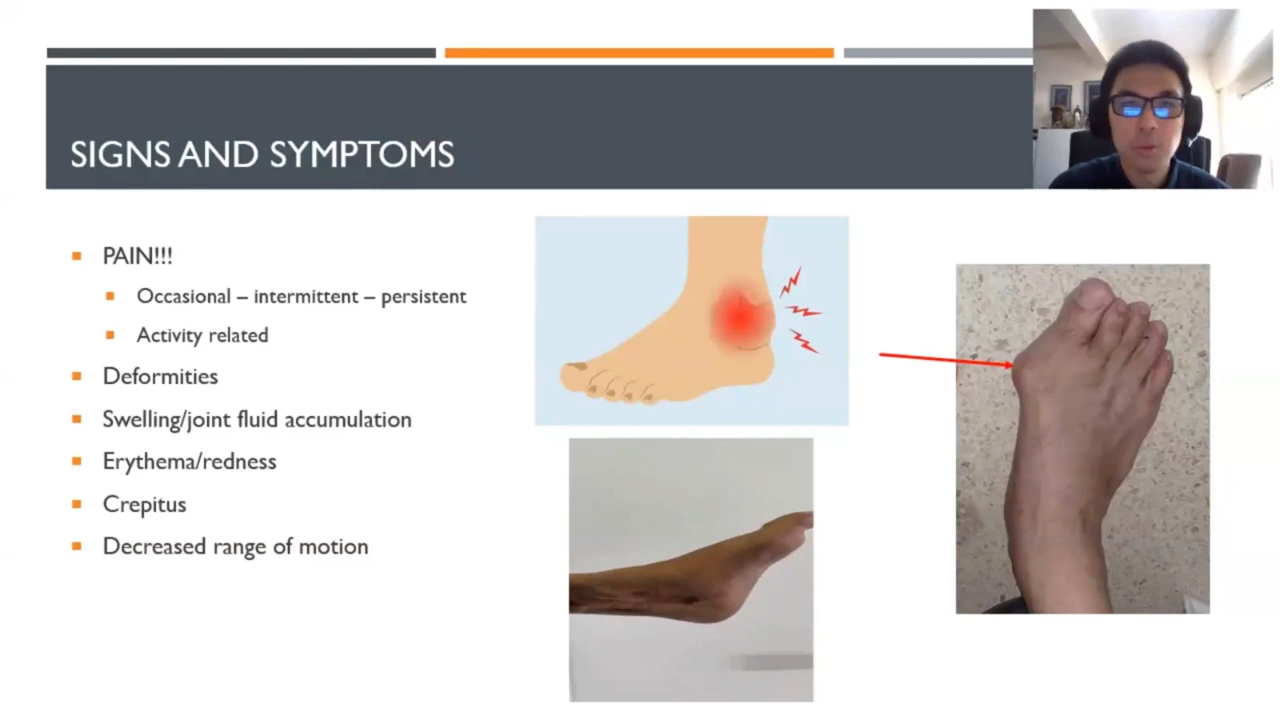 SIGNS AND SYMPTOMS
PAIN!!!
Occasional – intermittent – persistent
Activity related
Deformities
Swelling/joint fluid accumulation
Erythema/redness
Crepitus
Decreased range of motion